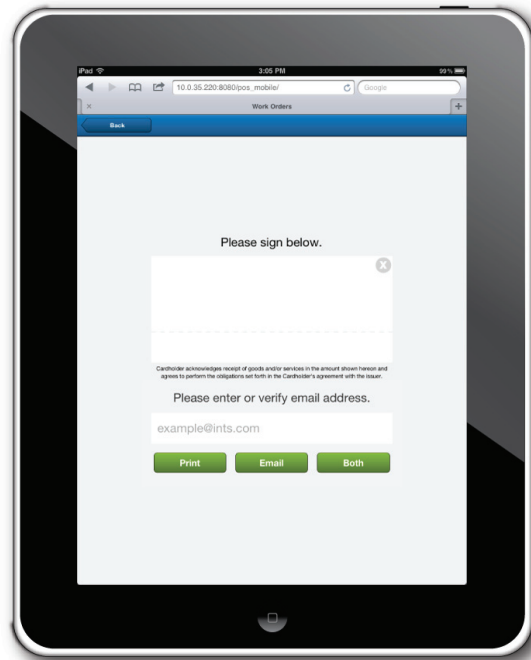 iPad 3:05 PM 99%
10.0.35.220:8080/pos_mobile/ Google
× Work Orders +
Back
Please sign below.
X
Cardholder acknowledges receipt of goods and/or services in the amount shown hereon and
agrees to perform the obligations set forth in the Cardholder's agreement with the issuer.
Please enter or verify email address.
example@ints.com
Print Email Both